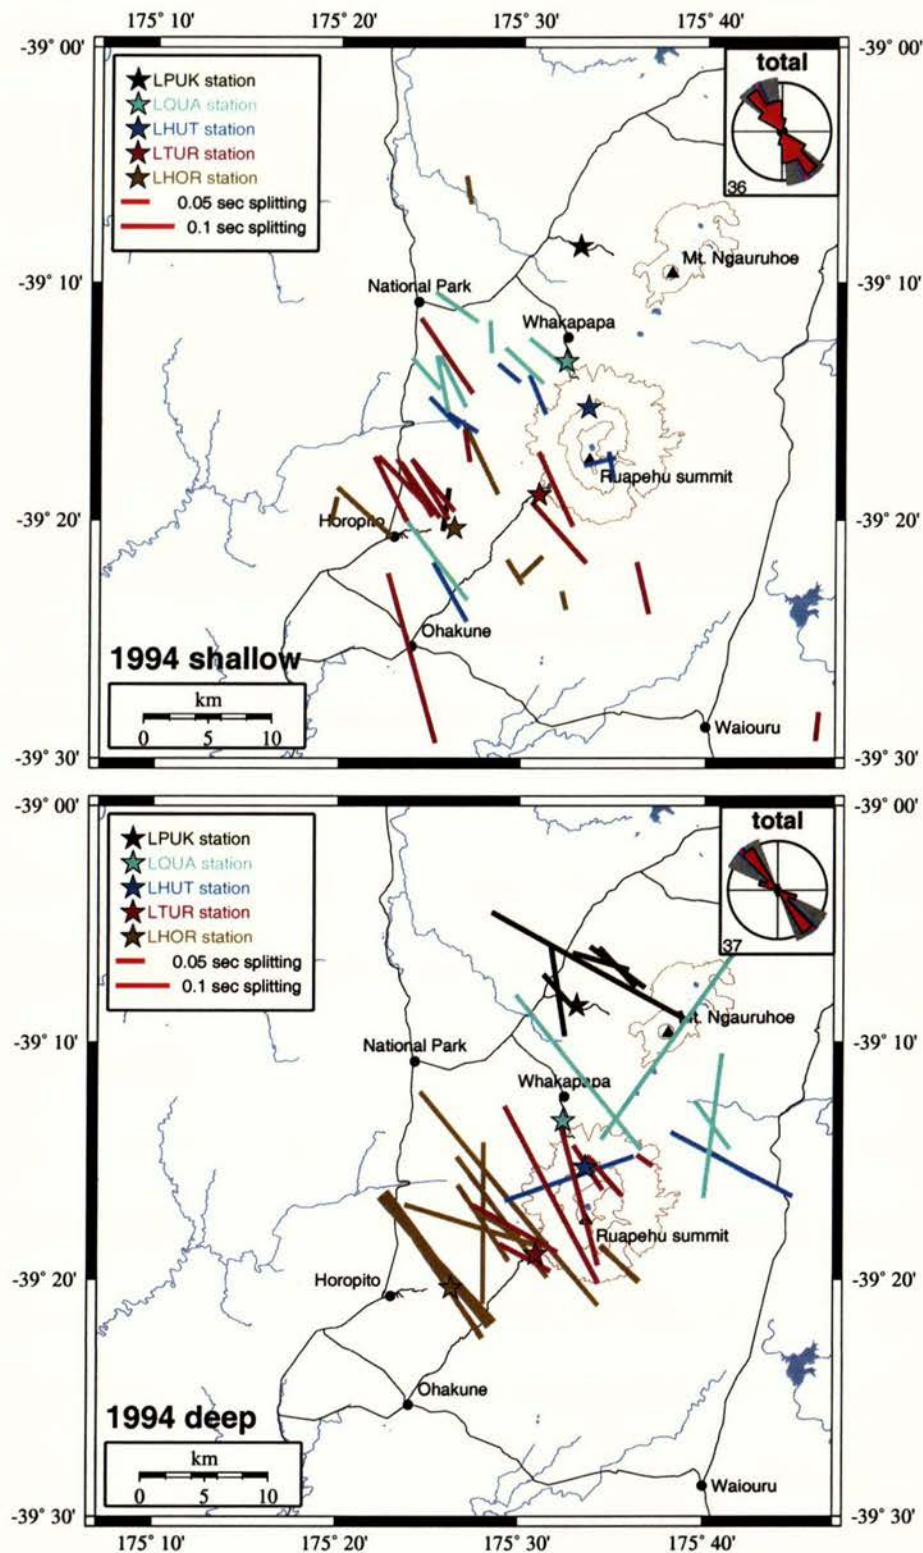 175° 10' 175° 20' 175° 30' 175° 40'
-39° 00' -39° 00'
LPUK station
LQUA station
LHUT station
LTUR station
LHOR station
0.05 sec splitting
0.1 sec splitting
total
36
Mt. Ngauruhoe
-39° 10' -39° 10'
National Park
Whakapapa
Ruapehu summit
-39° 20' -39° 20'
Horopito
Ohakune
1994 shallow
km
0 5 10
Waiouru
-39° 30' -39° 30'
-39° 00' -39° 00'
LPUK station
LQUA station
LHUT station
LTUR station
LHOR station
0.05 sec splitting
0.1 sec splitting
total
37
Mt. Ngauruhoe
-39° 10' -39° 10'
National Park
Whakapapa
Ruapehu summit
-39° 20' -39° 20'
Horopito
Ohakune
1994 deep
km
0 5 10
Waiouru
-39° 30' -39° 30'
175° 10' 175° 20' 175° 30' 175° 40'